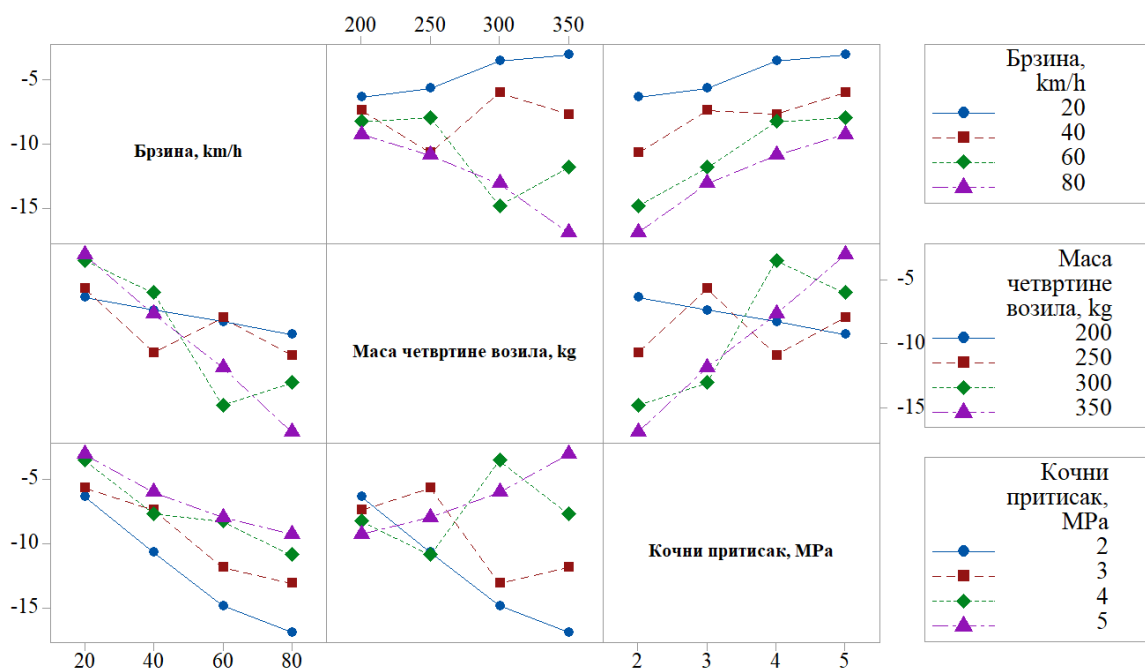 200 250 300 350
-5
-10
-15
Брзина, km/h
Брзина,
km/h
20
40
60
80
Маса четвртине возила, kg
-5
-10
-15
Маса
четвртине
возила, kg
200
250
300
350
-5
-10
-15
Кочни притисак, MPa
Кочни
притисак,
MPa
2
3
4
5
20 40 60 80
2 3 4 5